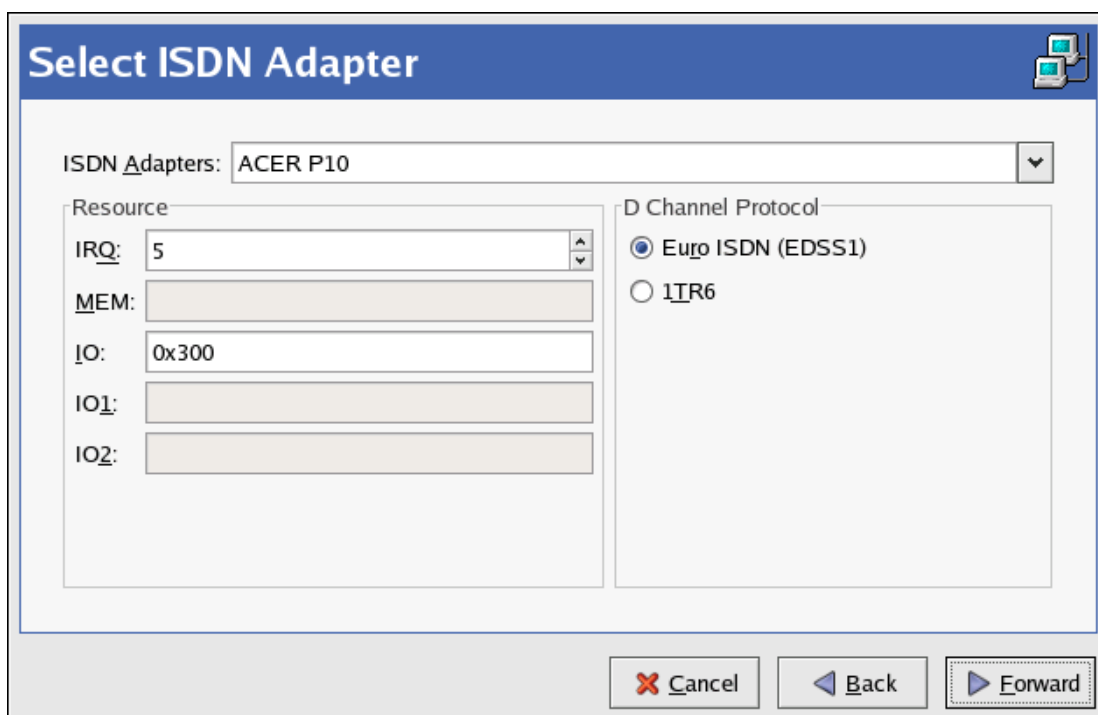 Select ISDN Adapter
ISDN Adapters: ACER P10
Resource
IRQ: 5
MEM:
IO: 0x300
IO1:
IO2:
D Channel Protocol
Euro ISDN (EDSS1)
1TR6
Cancel Back Forward